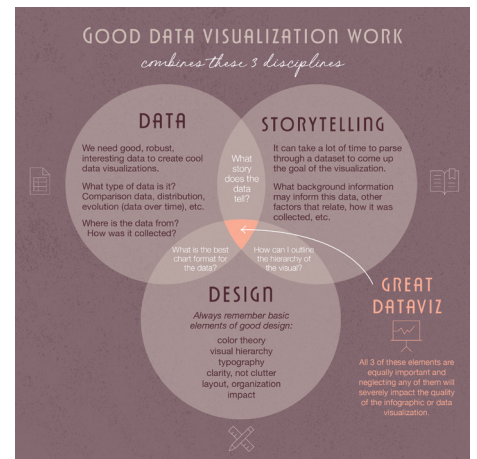 GOOD DATA VISUALIZATION WORK
combines these 3 disciplines
DATA
We need good, robust,
interesting data to create cool
data visualizations.
What type of data is it?
Comparison data, distribution,
evolution (data over time), etc.
Where is the data from?
How was it collected?
What
story
does the
data
tell?
STORYTELLING
It can take a lot of time to parse
through a dataset to come up
the goal of the visualization.
What background information
may inform this data, other
factors that relate, how it was
collected, etc.
What is the best
chart format for
the data?
How can I outline
the hierarchy of
the visual?
DESIGN
Always remember basic
elements of good design:
color theory
visual hierarchy
typography
clarity, not clutter
layout, organization
impact
GREAT
DATAVIZ
All 3 of these elements are
equally important and
neglecting any of them will
severely impact the quality
of the infographic or data
visualization.